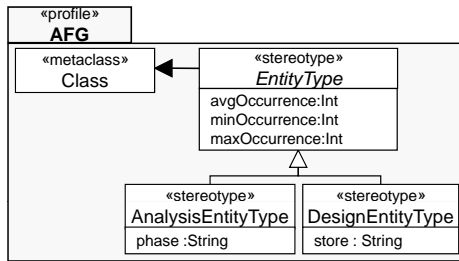 «profile»
AFG
«metaclass»
Class
«stereotype»
EntityType
avgOccurrence:Int
minOccurrence:Int
maxOccurrence:Int
«stereotype»
AnalysisEntityType
phase :String
«stereotype»
DesignEntityType
store : String